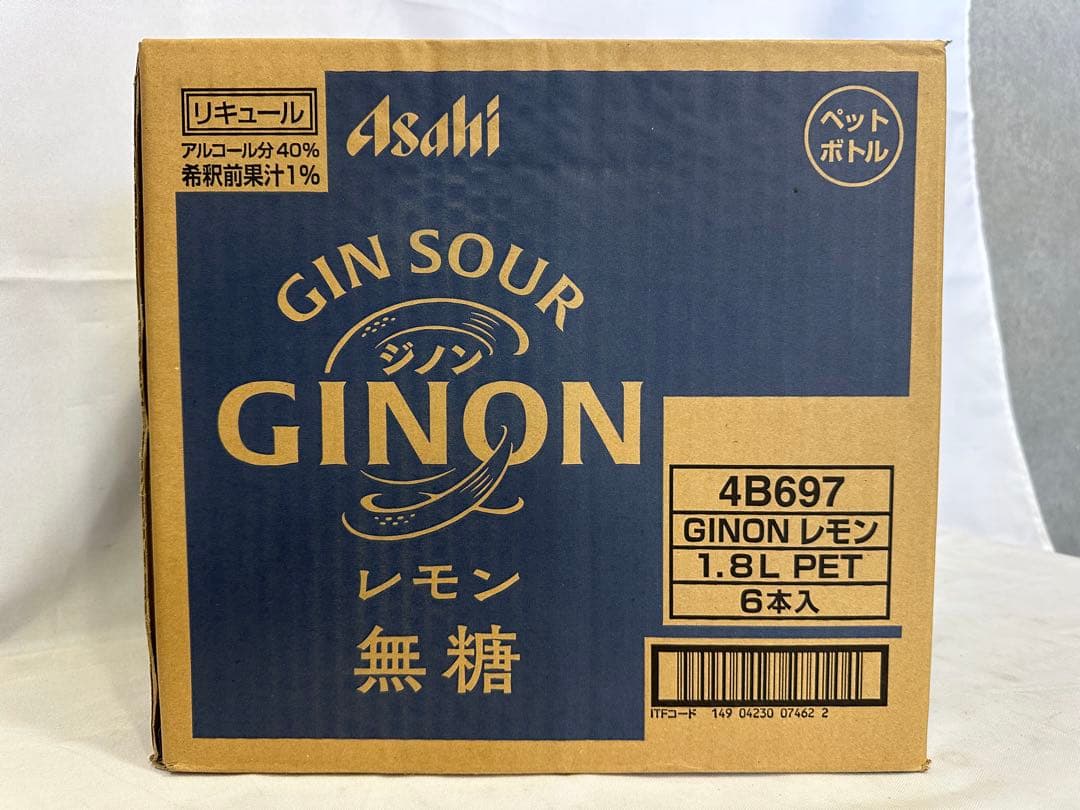 リキュール
アルコール分40%
希釈前果汁1%
Asahi
ペット
ボトル
GIN SOUR
ジノン
GINON
レモン
無糖
4B697
GINON レモン
1.8L PET
6本入
ITFコード 149 04230 07462 2